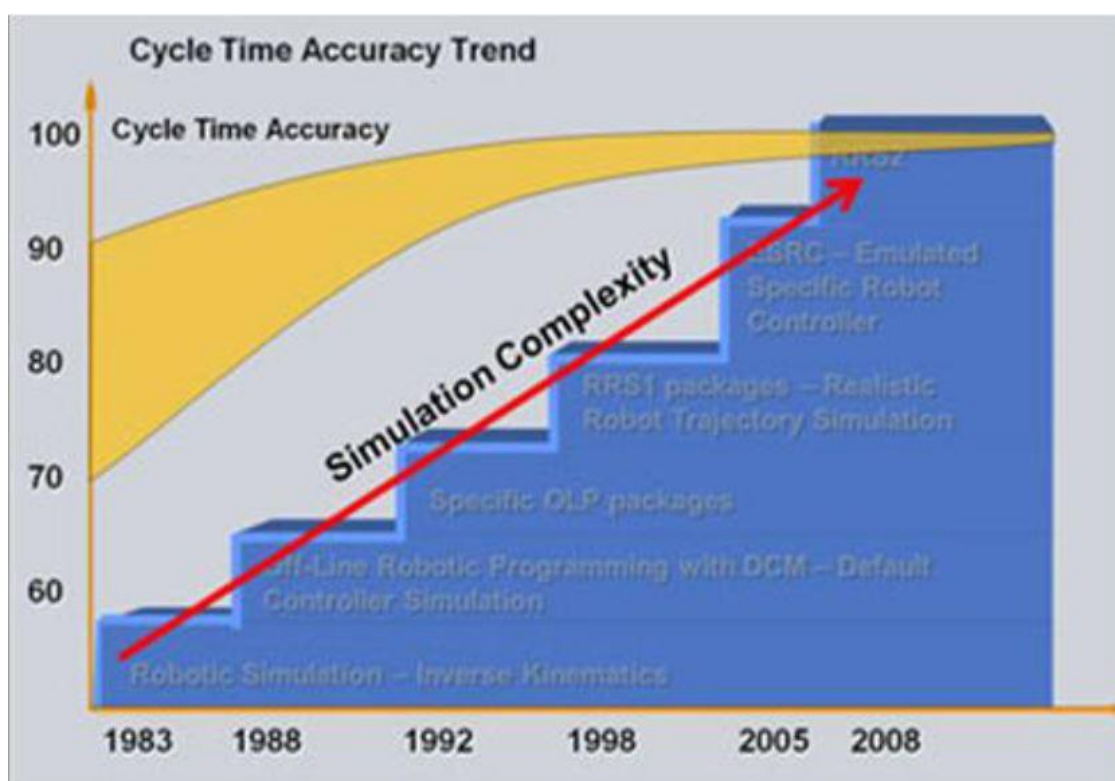 Cycle Time Accuracy Trend
Cycle Time Accuracy
100
90
80
70
60
RRS2
ESRC – Emulated
Specific Robot
Controller
Simulation Complexity
RRS1 packages – Realistic
Robot Trajectory Simulation
Specific OLP packages
Off-Line Robotic Programming with DCM – Default
Controller Simulation
Robotic Simulation – Inverse Kinematics
1983 1988 1992 1998 2005 2008